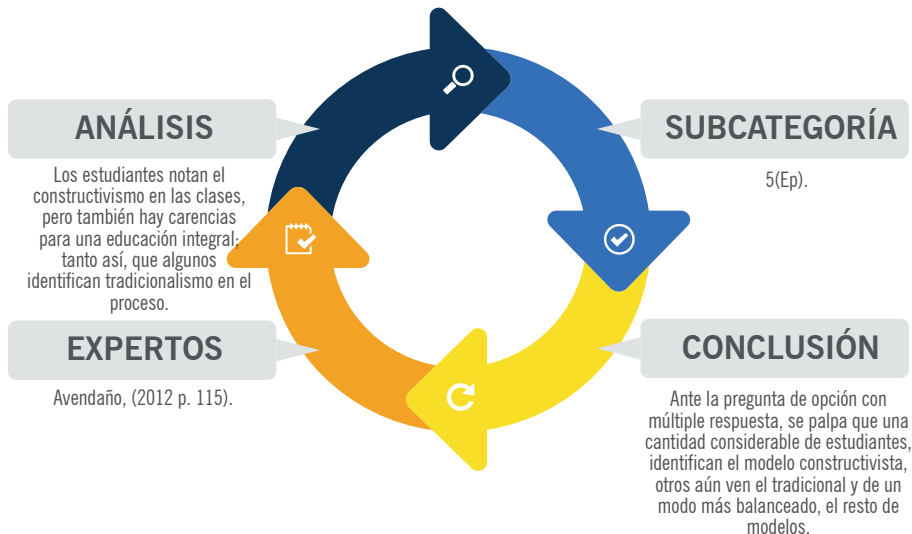 ANÁLISIS
Los estudiantes notan el
constructivismo en las clases,
pero también hay carencias
para una educación integral;
tanto así, que algunos
identifican tradicionalismo en el
proceso.
SUBCATEGORÍA
5(Ep).
EXPERTOS
Avendaño, (2012 p. 115).
CONCLUSIÓN
Ante la pregunta de opción con
múltiple respuesta, se palpa que una
cantidad considerable de estudiantes,
identifican el modelo constructivista,
otros aún ven el tradicional y de un
modo más balanceado, el resto de
modelos.